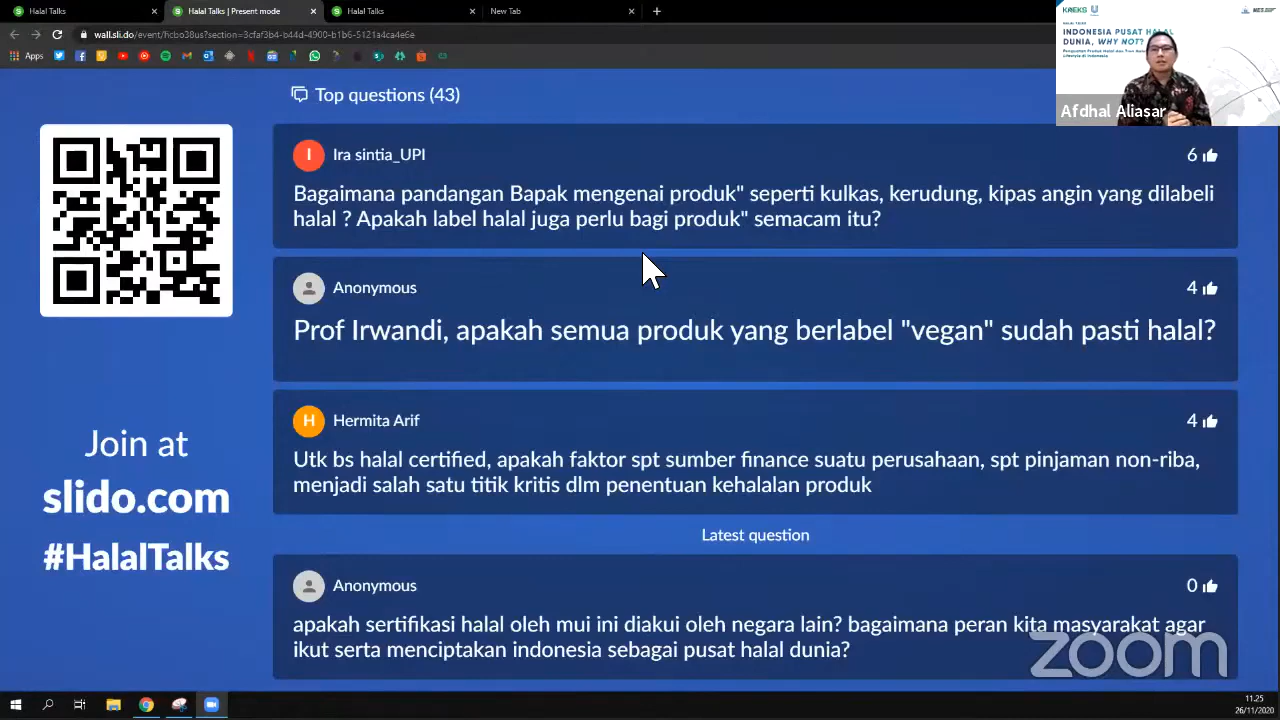 Halal Talks
Halal Talks | Present mode
Halal Talks
New Tab
Apps
Top questions (43)
Ira sintia_UPI
6
Bagaimana pandangan Bapak mengenai produk" seperti kulkas, kerudung, kipas angin yang dilabeli
halal ? Apakah label halal juga perlu bagi produk" semacam itu?
Anonymous
4
Prof Irwandi, apakah semua produk yang berlabel "vegan" sudah pasti halal?
H
Hermita Arif
4
Utk bs halal certified, apakah faktor spt sumber finance suatu perusahaan, spt pinjaman non-riba,
menjadi salah satu titik kritis dlm penentuan kehalalan produk
Latest question
Anonymous
0
apakah sertifikasi halal oleh mui ini diakui oleh negara lain? bagaimana peran kita masyarakat agar
ikut serta menciptakan indonesia sebagai pusat halal dunia?
Join at
slido.com
#HalalTalks
INDONESIA PUSAT HALAL
DUNIA, WHY NOT?
Afdhal Aliasar
zoom
11.25
26/11/2020